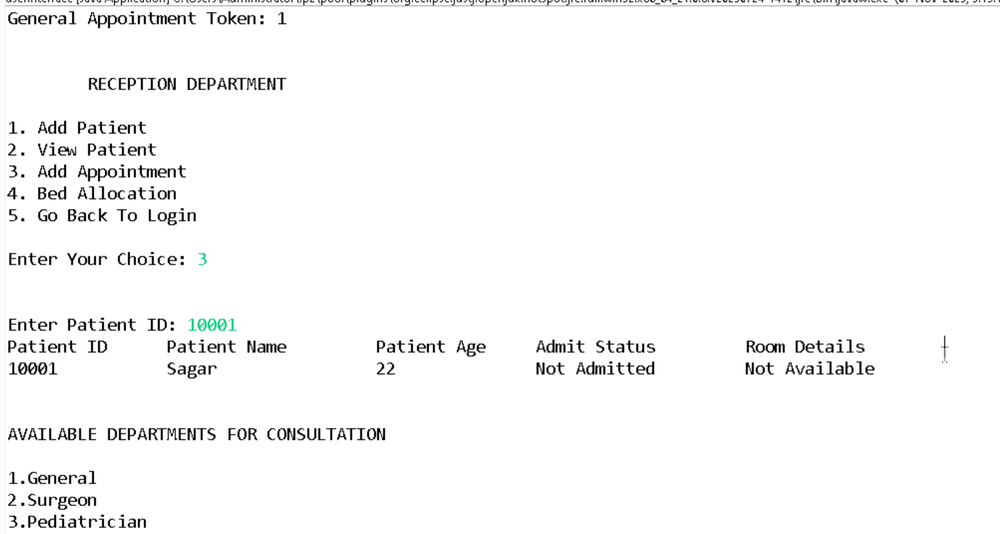 General Appointment Token: 1
RECEPTION DEPARTMENT
1. Add Patient
2. View Patient
3. Add Appointment
4. Bed Allocation
5. Go Back To Login
Enter Your Choice: 3
Enter Patient ID: 10001
Patient ID Patient Name Patient Age Admit Status Room Details
10001 Sagar 22 Not Admitted Not Available
AVAILABLE DEPARTMENTS FOR CONSULTATION
1.General
2.Surgeon
3.Pediatrician